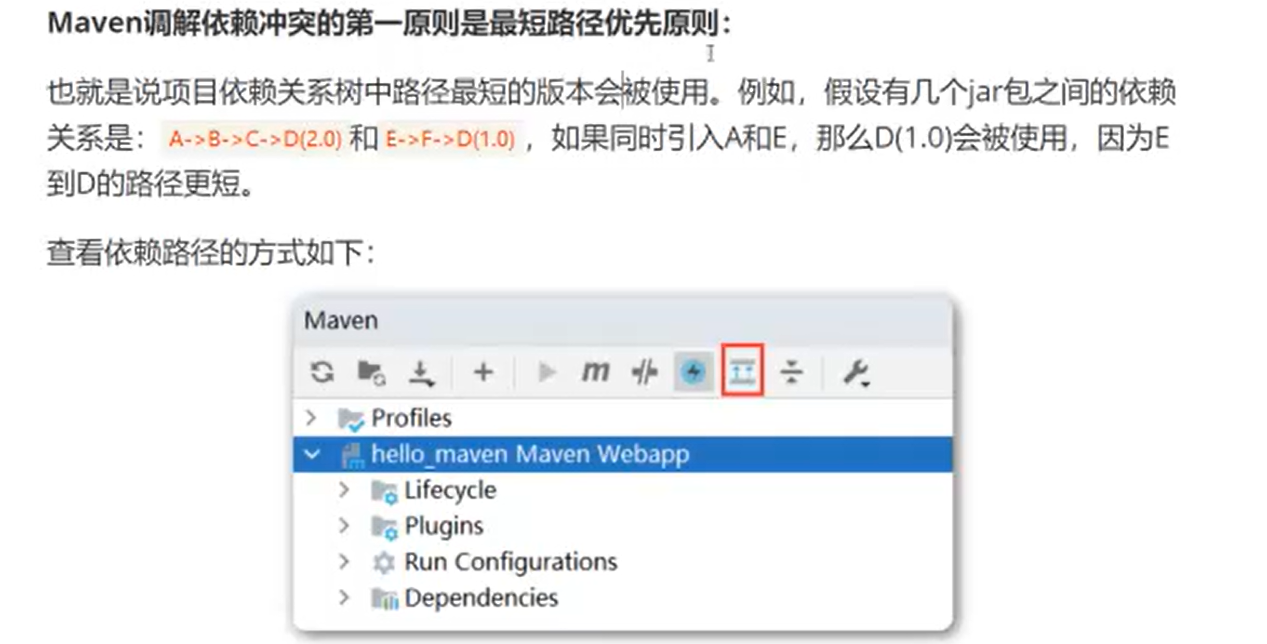 Maven调解依赖冲突的第一原则是最短路径优先原则：
也就是说项目依赖关系树中路径最短的版本会被使用。例如，假设有几个jar包之间的依赖
关系是： A->B->C->D(2.0) 和 E->F->D(1.0) ，如果同时引入A和E，那么D(1.0)会被使用，因为E
到D的路径更短。
查看依赖路径的方式如下：
Maven
m
Profiles
hello_maven Maven Webapp
Lifecycle
Plugins
Run Configurations
Dependencies